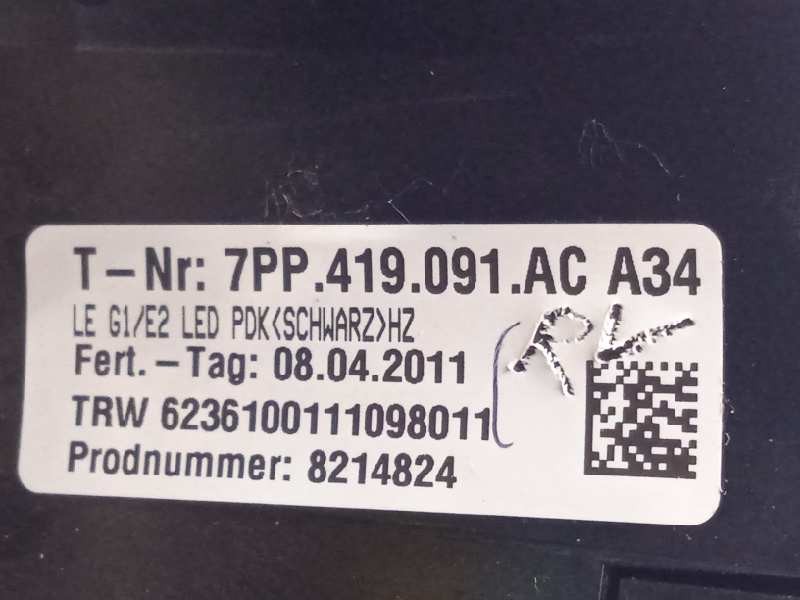 T-Nr: 7PP.419.091.AC A34
LE G1/E2 LED PDK<SCHWARZ>HZ
Fert.-Tag: 08.04.2011
TRW 6236100111098011
Prodnummer: 8214824